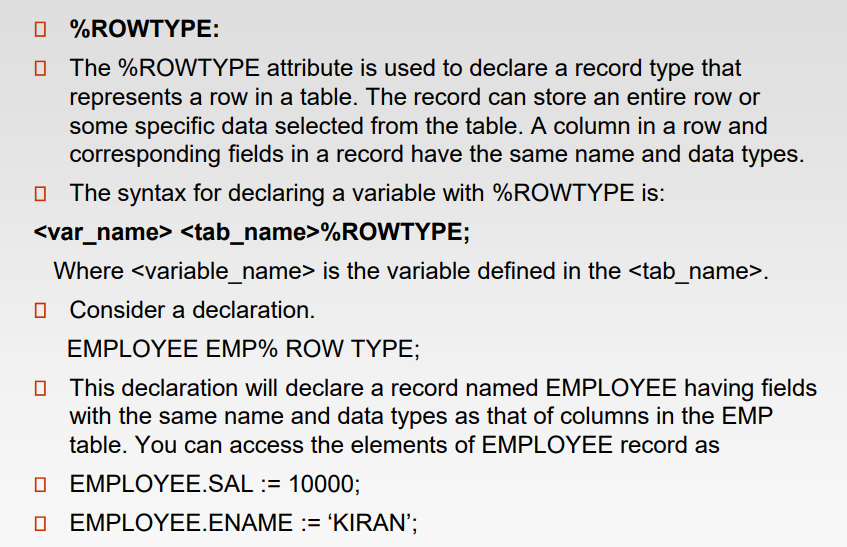 %ROWTYPE:
The %ROWTYPE attribute is used to declare a record type that
represents a row in a table. The record can store an entire row or
some specific data selected from the table. A column in a row and
corresponding fields in a record have the same name and data types.
The syntax for declaring a variable with %ROWTYPE is:
<var_name> <tab_name>%ROWTYPE;
Where <variable_name> is the variable defined in the <tab_name>.
Consider a declaration.
EMPLOYEE EMP% ROW TYPE;
This declaration will declare a record named EMPLOYEE having fields
with the same name and data types as that of columns in the EMP
table. You can access the elements of EMPLOYEE record as
EMPLOYEE.SAL := 10000;
EMPLOYEE.ENAME := ‘KIRAN’;